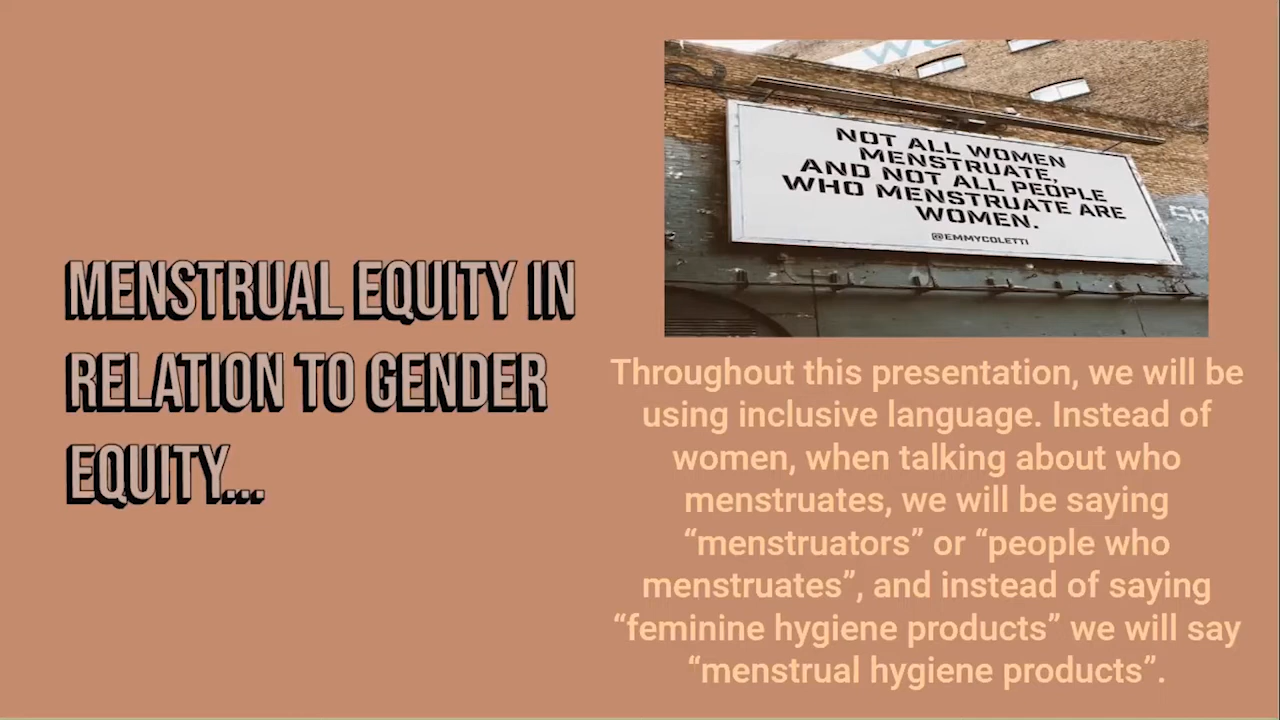 MENSTRUAL EQUITY IN
RELATION TO GENDER
EQUITY...
NOT ALL WOMEN
MENSTRUATE,
AND NOT ALL PEOPLE
WHO MENSTRUATE ARE
WOMEN.
@EMMYCOLETTI
Throughout this presentation, we will be
using inclusive language. Instead of
women, when talking about who
menstruates, we will be saying
“menstruators” or “people who
menstruates”, and instead of saying
“feminine hygiene products” we will say
“menstrual hygiene products”.